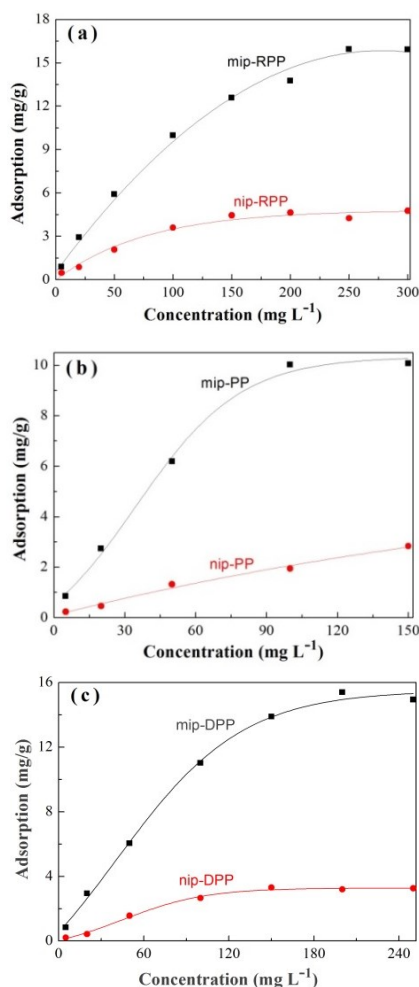 (a)
18
15
12
9
6
3
0
Adsorption (mg/g)
mip-RPP
nip-RPP
0 50 100 150 200 250 300
Concentration (mg L⁻¹)
(b)
10
8
6
4
2
0
Adsorption (mg/g)
mip-PP
nip-PP
0 30 60 90 120 150
Concentration (mg L⁻¹)
(c)
16
12
8
4
0
Adsorption (mg/g)
mip-DPP
nip-DPP
0 60 120 180 240
Concentration (mg L⁻¹)